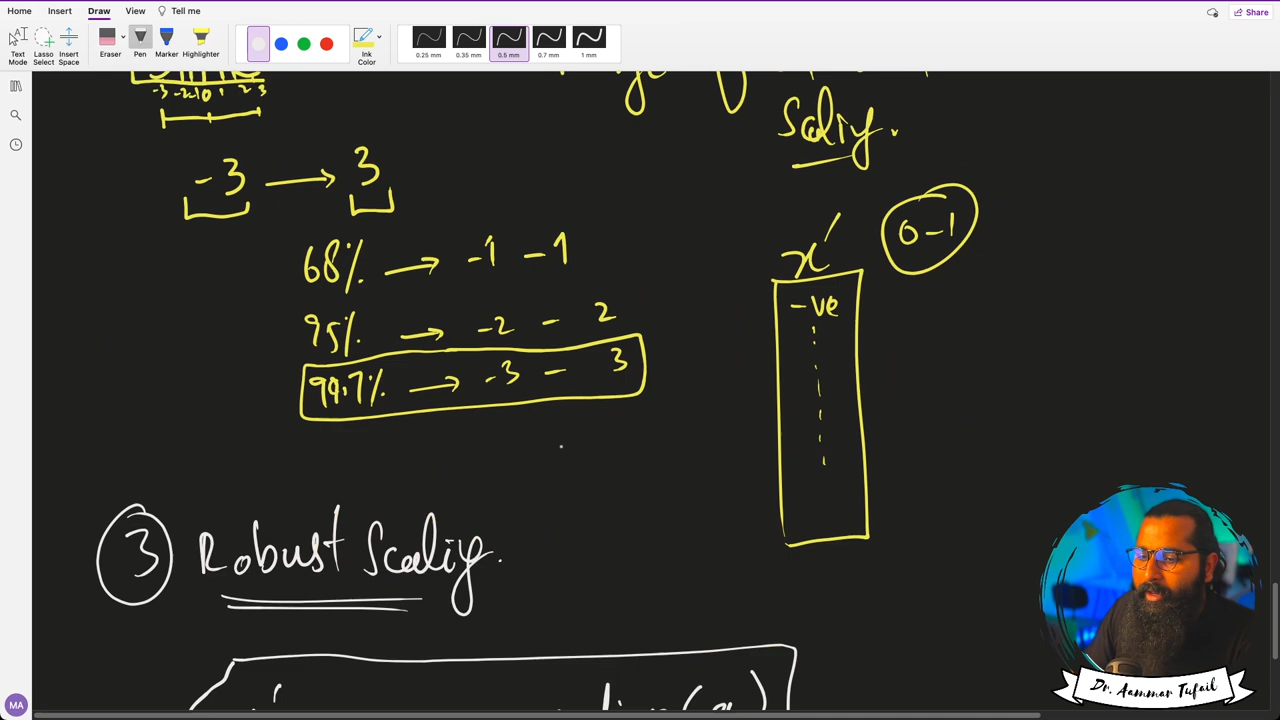 Home Insert Draw View Tell me
Share
Text Mode Lasso Select Insert Space Eraser Pen Marker Highlighter Ink Color 0.25 mm 0.35 mm 0.5 mm 0.7 mm 1 mm
-3 -2 -1 0 1 2 3
Scaliy.
-3 → 3
x' 0-1
68% → -1 - 1
-ve
95% → -2 - 2
99.7% → -3 - 3
3 Robust Scaliy.
Dr. Aammar Tufail
MA